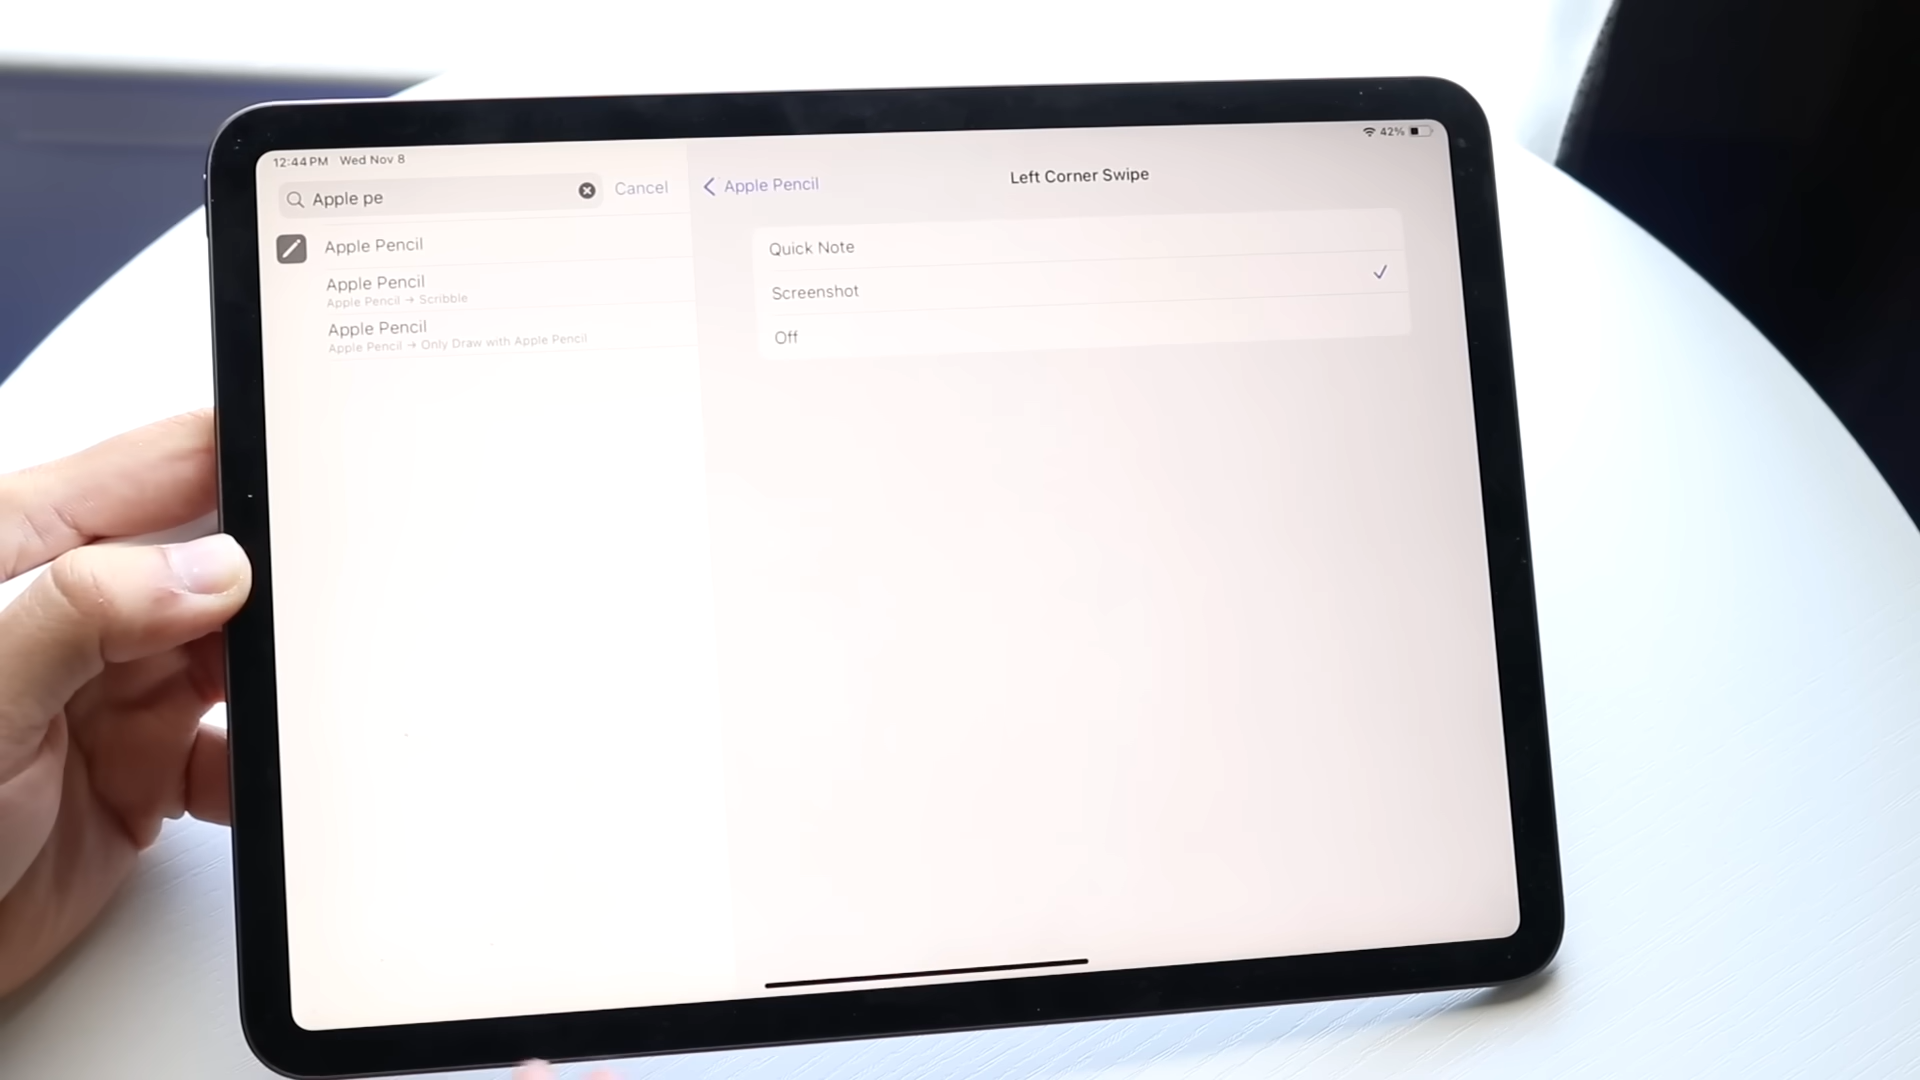 12:44 PM Wed Nov 8
42%
Apple pe
Cancel
Apple Pencil
Apple Pencil
Apple Pencil → Scribble
Apple Pencil
Apple Pencil → Only Draw with Apple Pencil
Apple Pencil
Left Corner Swipe
Quick Note
Screenshot
Off